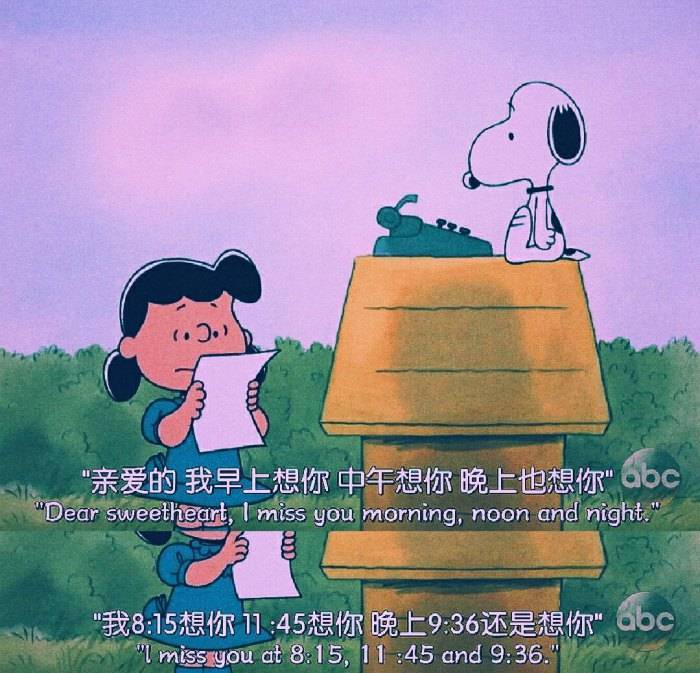 "亲爱的 我早上想你 中午想你 晚上也想你"
abc
"Dear sweetheart, I miss you morning, noon and night."
"我8:15想你 11 :45想你 晚上9:36还是想你"
abc
"I miss you at 8:15, 11 :45 and 9:36."